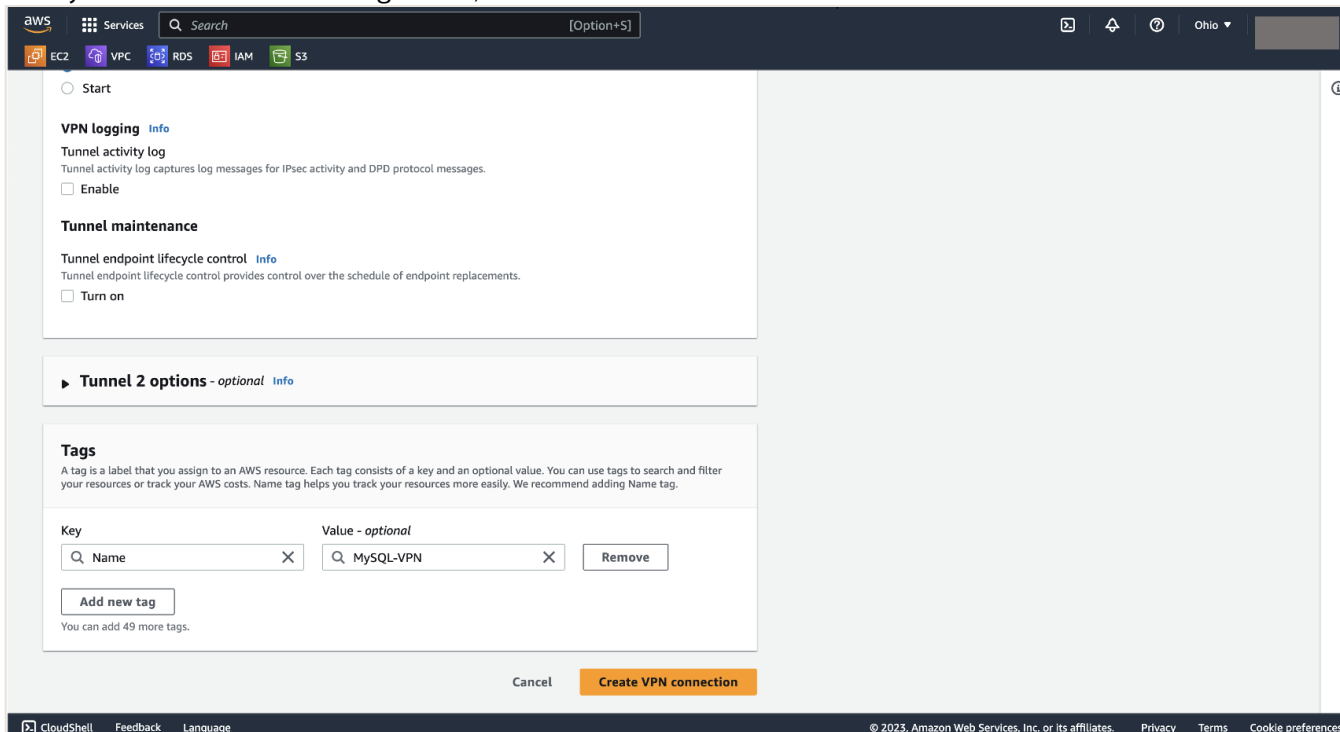 aws Services Search [Option+S] Ohio
EC2 VPC RDS IAM S3
Start
VPN logging Info
Tunnel activity log
Tunnel activity log captures log messages for IPsec activity and DPD protocol messages.
Enable
Tunnel maintenance
Tunnel endpoint lifecycle control Info
Tunnel endpoint lifecycle control provides control over the schedule of endpoint replacements.
Turn on
Tunnel 2 options - optional Info
Tags
A tag is a label that you assign to an AWS resource. Each tag consists of a key and an optional value. You can use tags to search and filter
your resources or track your AWS costs. Name tag helps you track your resources more easily. We recommend adding Name tag.
Key Value - optional
Name MySQL-VPN Remove
Add new tag
You can add 49 more tags.
Cancel Create VPN connection
CloudShell Feedback Language © 2023, Amazon Web Services, Inc. or its affiliates. Privacy Terms Cookie preferences